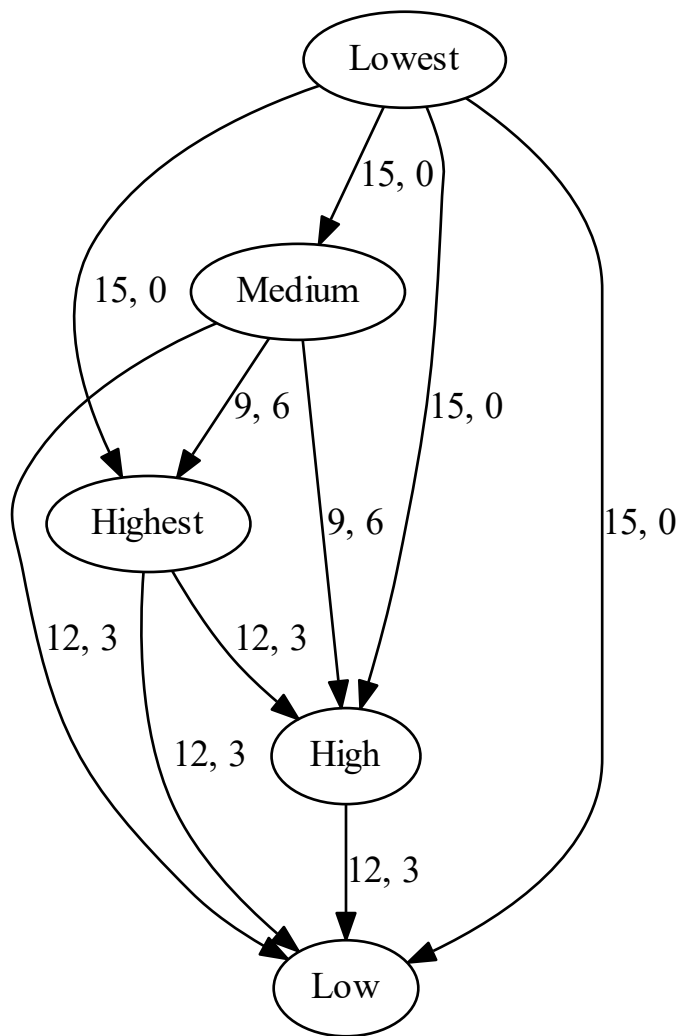 Lowest
15, 0
15, 0
Medium
9, 6
15, 0
Highest
9, 6
15, 0
12, 3
12, 3
12, 3
High
12, 3
Low